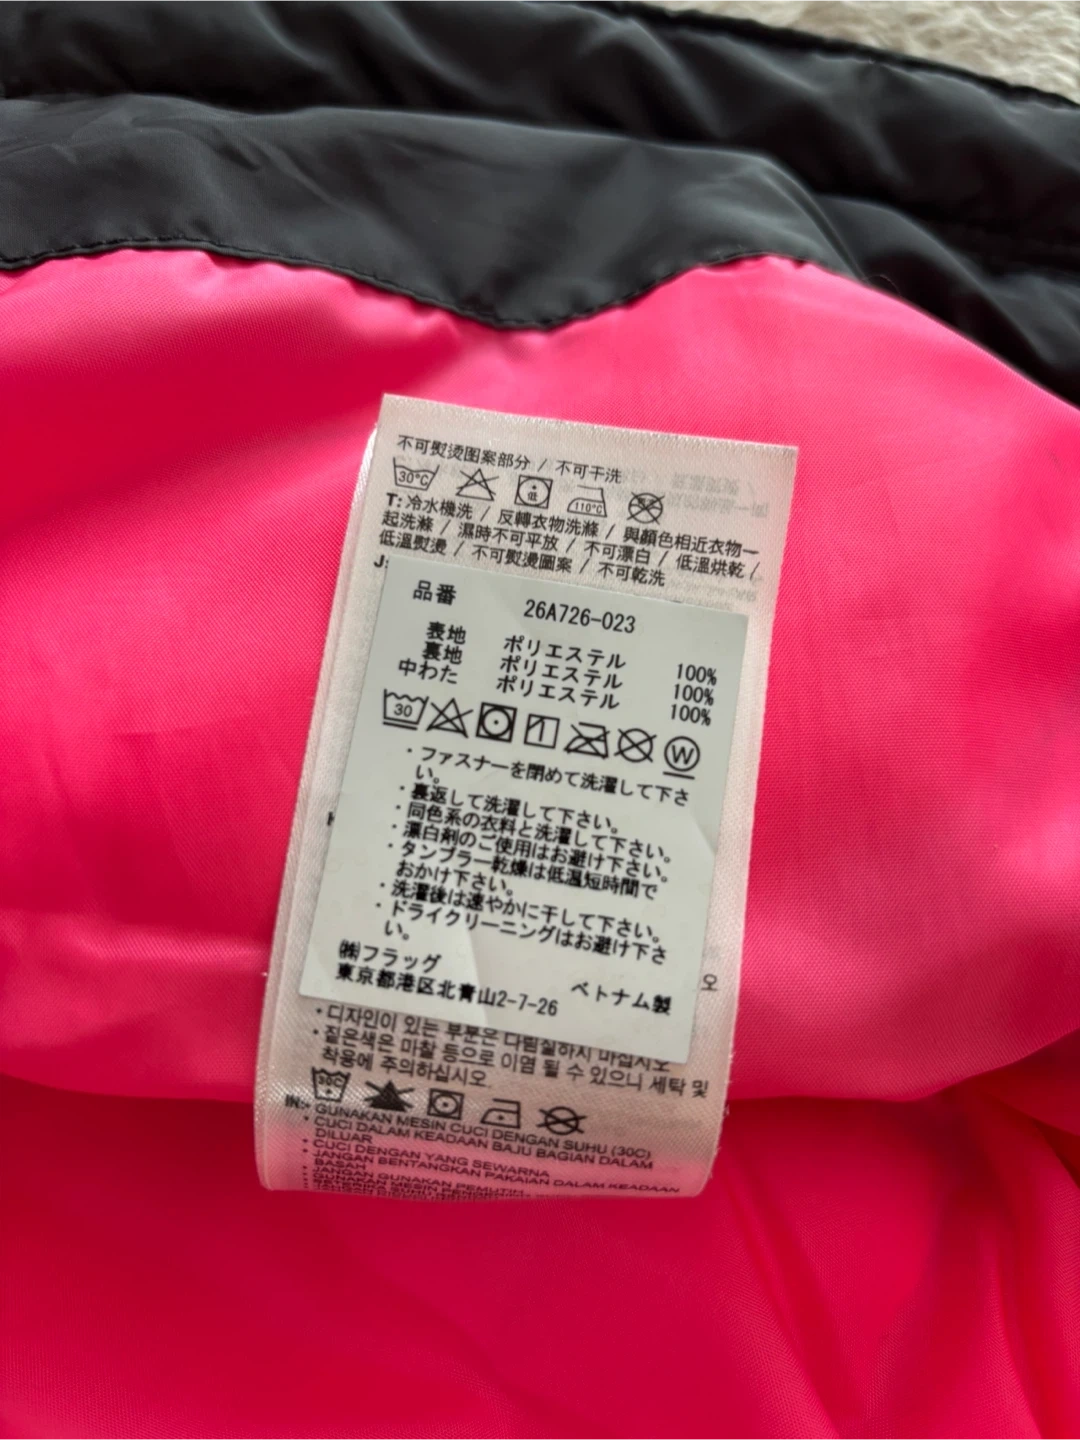 不可熨烫图案部分 / 不可干洗
30°C
低
110°C
T: 冷水機洗 / 反轉衣物洗滌 / 與顏色相近衣物一
起洗滌 / 濕時不可平放 / 不可漂白 / 低溫烘乾 /
低溫熨燙 / 不可熨燙圖案 / 不可乾洗
J:
品番 26A726-023
表地 ポリエステル 100%
裏地 ポリエステル 100%
中わた ポリエステル 100%
30
W
・ファスナーを閉めて洗濯して下さ
い。
・裏返して洗濯して下さい。
・同色系の衣料と洗濯して下さい。
・漂白剤のご使用はお避け下さい。
・タンブラー乾燥は低温短時間で
おかけ下さい。
・洗濯後は速やかに干して下さい。
・ドライクリーニングはお避け下さ
い。
㈱フラッグ
東京都港区北青山2-7-26 ベトナム製
오
・디자인이 있는 부분은 다림질하지 마십시오
・짙은색은 마찰 등으로 이염 될 수 있으니 세탁 및
착용에 주의하십시오
30C
IN:• GUNAKAN MESIN CUCI DENGAN SUHU (30C)
• CUCI DALAM KEADAAN BAJU BAGIAN DALAM
DILUAR
• CUCI DENGAN YANG SEWARNA
JANGAN BENTANGKAN PAKAIAN DALAM KEADAAN
BASAH
JANGAN GUNAKAN PEMUTIH